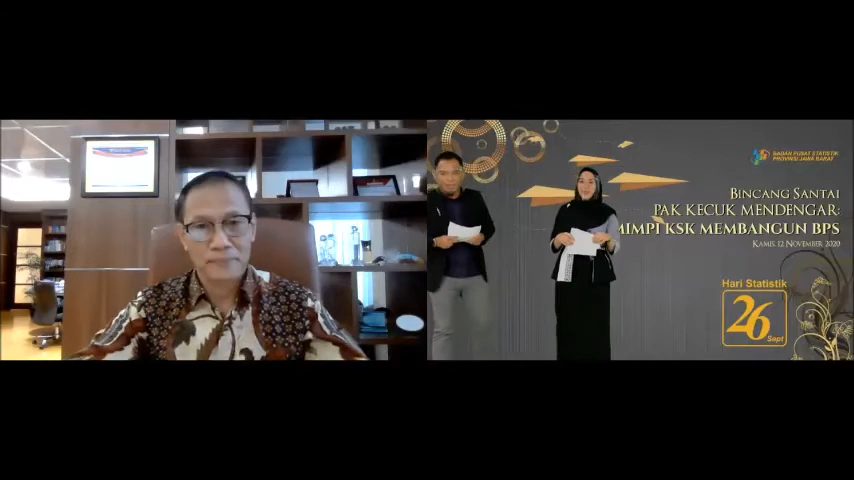 BADAN PUSAT STATISTIK
PROVINSI JAWA BARAT
BINCANG SANTAI
PAK KECUK MENDENGAR:
MIMPI KSK MEMBANGUN BPS
KAMIS, 12 NOVEMBER 2020
Hari Statistik
26
Sept